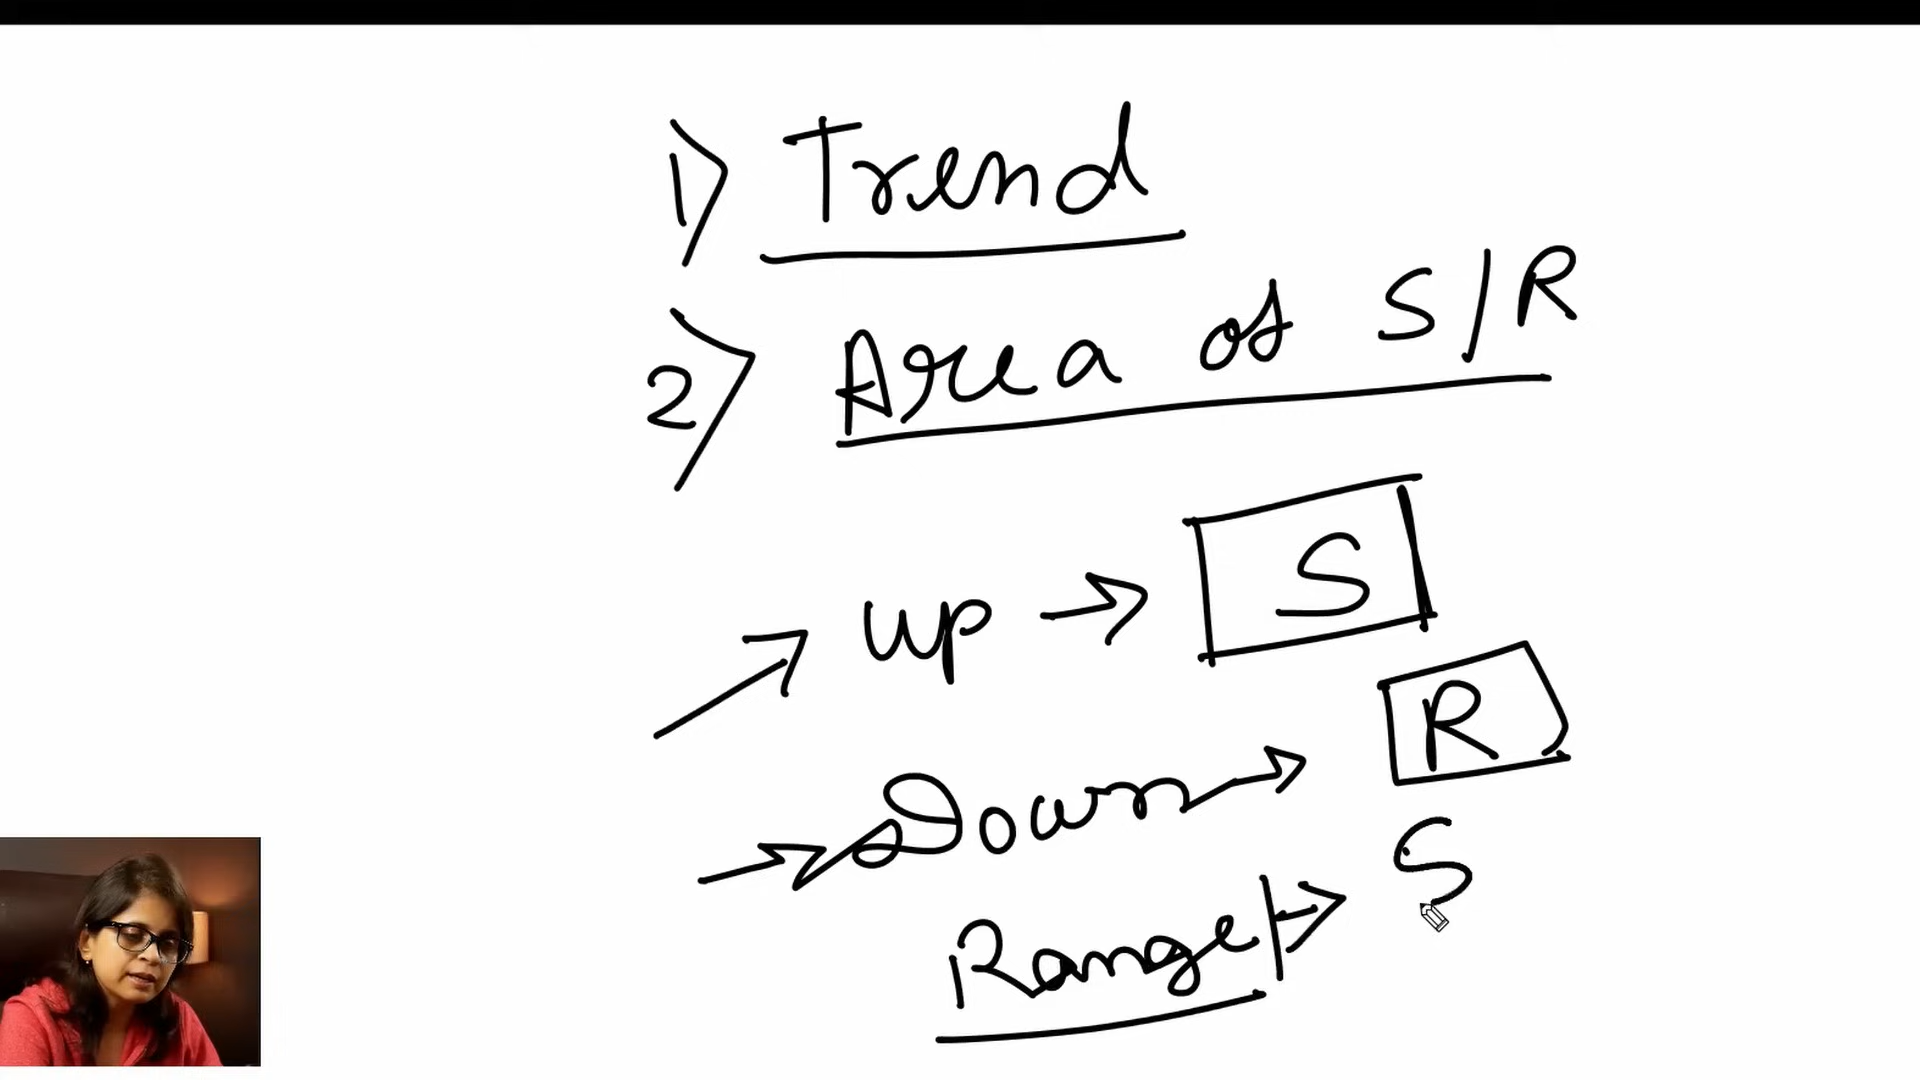 1) Trend
2) Area of S/R
up → S
→ Down → R
Range → S